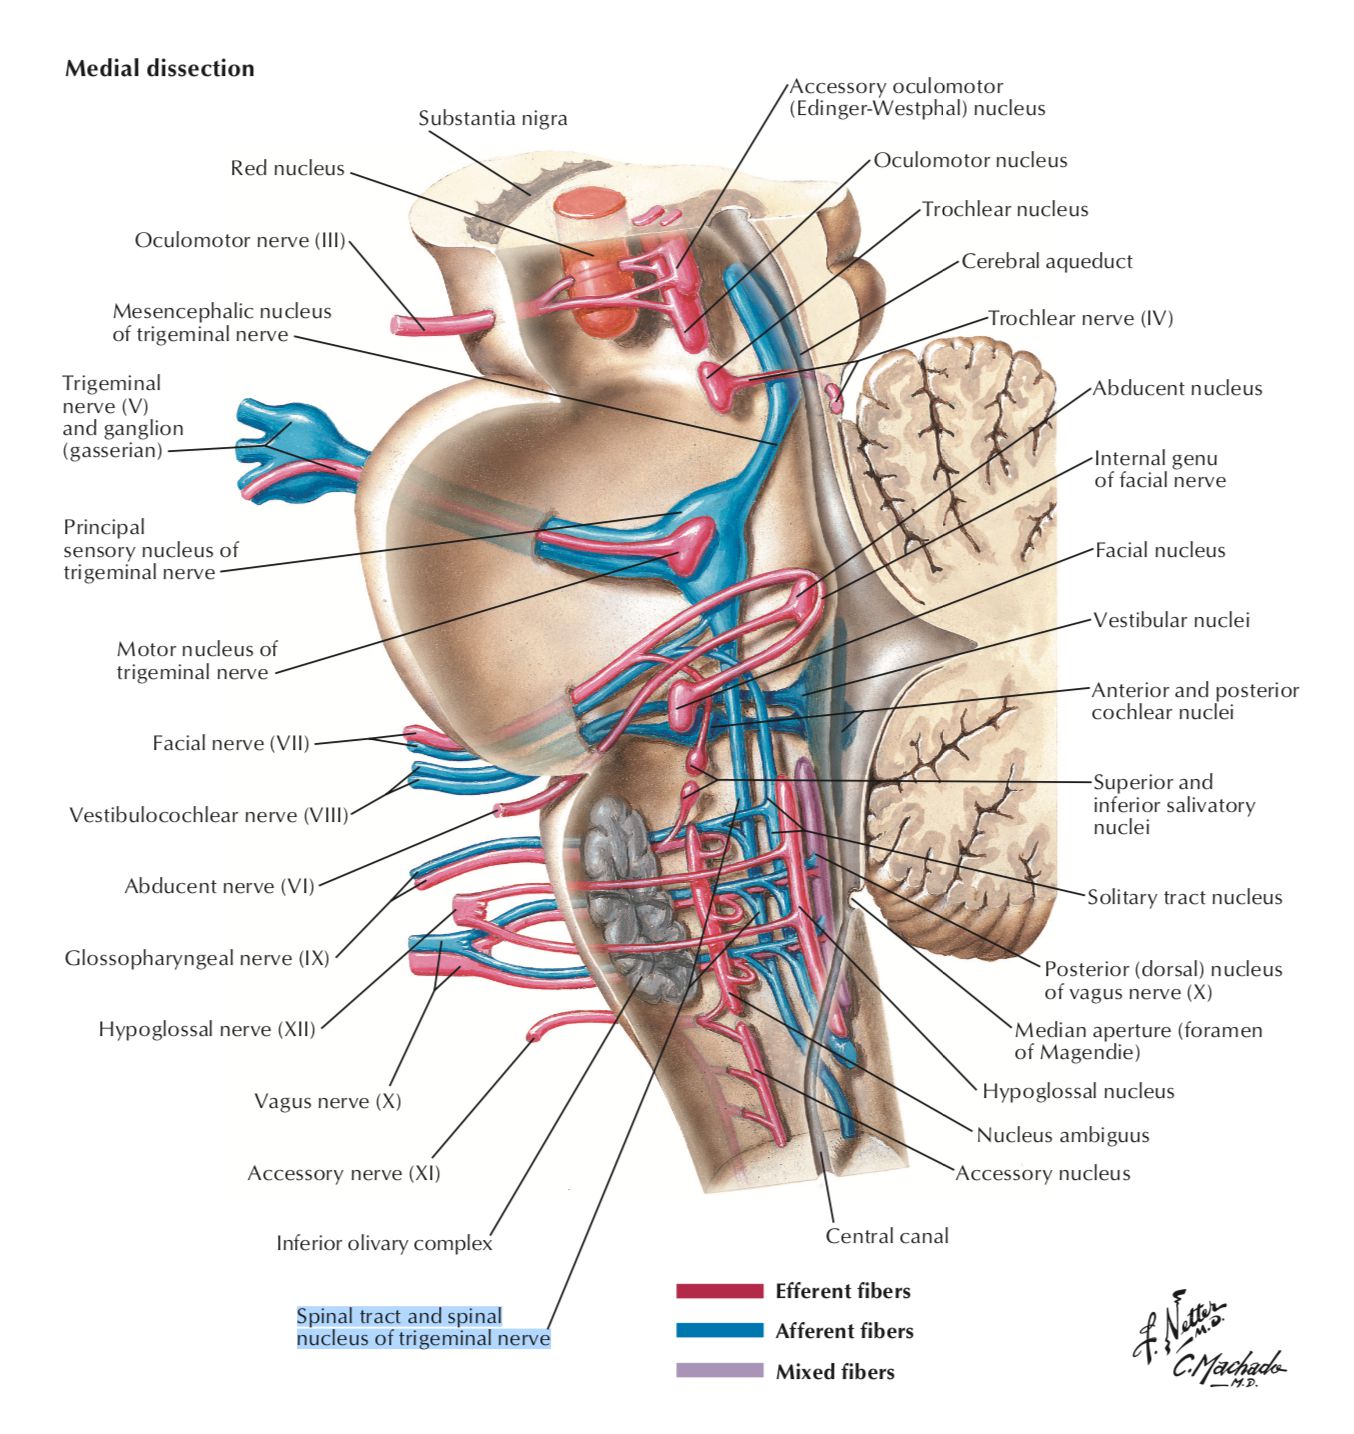 Medial dissection
Substantia nigra
Red nucleus
Oculomotor nerve (III)
Mesencephalic nucleus
of trigeminal nerve
Trigeminal
nerve (V)
and ganglion
(gasserian)
Principal
sensory nucleus of
trigeminal nerve
Motor nucleus of
trigeminal nerve
Facial nerve (VII)
Vestibulocochlear nerve (VIII)
Abducent nerve (VI)
Glossopharyngeal nerve (IX)
Hypoglossal nerve (XII)
Vagus nerve (X)
Accessory nerve (XI)
Inferior olivary complex
Spinal tract and spinal
nucleus of trigeminal nerve
Accessory oculomotor
(Edinger-Westphal) nucleus
Oculomotor nucleus
Trochlear nucleus
Cerebral aqueduct
Trochlear nerve (IV)
Abducent nucleus
Internal genu
of facial nerve
Facial nucleus
Vestibular nuclei
Anterior and posterior
cochlear nuclei
Superior and
inferior salivatory
nuclei
Solitary tract nucleus
Posterior (dorsal) nucleus
of vagus nerve (X)
Median aperture (foramen
of Magendie)
Hypoglossal nucleus
Nucleus ambiguus
Accessory nucleus
Central canal
Efferent fibers
Afferent fibers
Mixed fibers
F. Netter
M.D.
C. Machado
M.D.